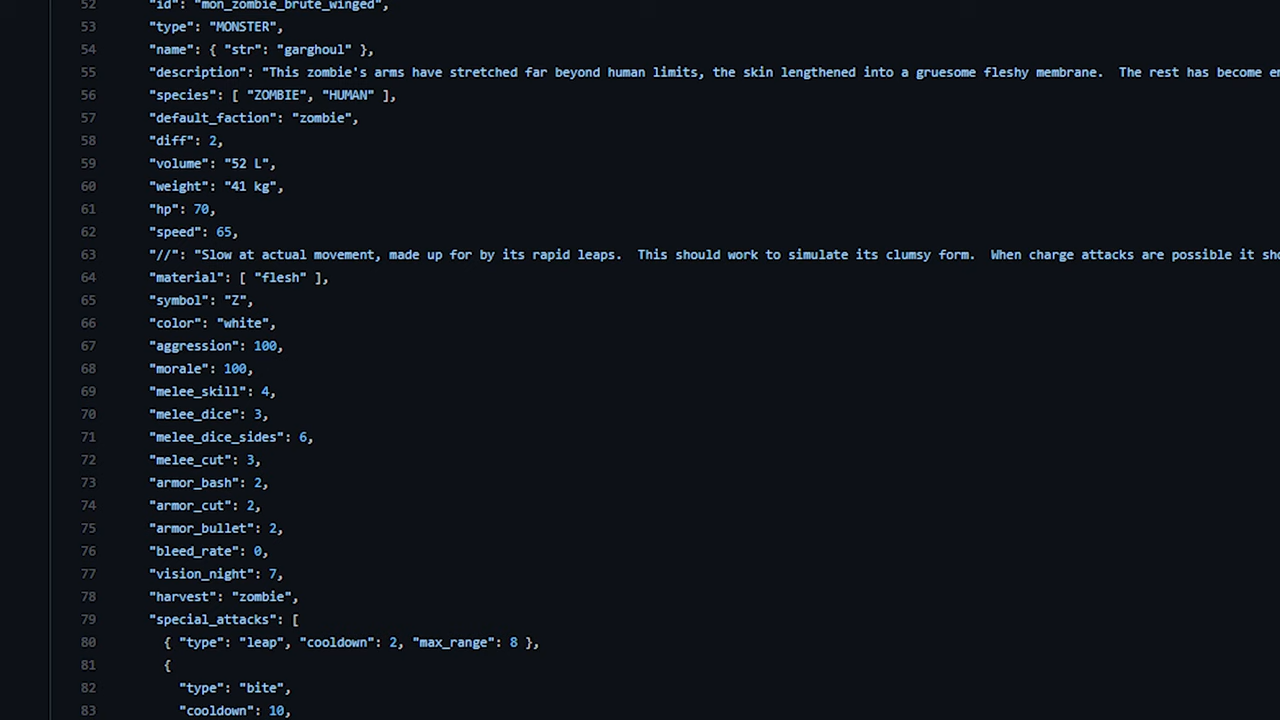 52 "id": "mon_zombie_brute_winged",
53 "type": "MONSTER",
54 "name": { "str": "garghoul" },
55 "description": "This zombie's arms have stretched far beyond human limits, the skin lengthened into a gruesome fleshy membrane.  The rest has become
56 "species": [ "ZOMBIE", "HUMAN" ],
57 "default_faction": "zombie",
58 "diff": 2,
59 "volume": "52 L",
60 "weight": "41 kg",
61 "hp": 70,
62 "speed": 65,
63 "//": "Slow at actual movement, made up for by its rapid leaps.  This should work to simulate its clumsy form.  When charge attacks are possible it
64 "material": [ "flesh" ],
65 "symbol": "Z",
66 "color": "white",
67 "aggression": 100,
68 "morale": 100,
69 "melee_skill": 4,
70 "melee_dice": 3,
71 "melee_dice_sides": 6,
72 "melee_cut": 3,
73 "armor_bash": 2,
74 "armor_cut": 2,
75 "armor_bullet": 2,
76 "bleed_rate": 0,
77 "vision_night": 7,
78 "harvest": "zombie",
79 "special_attacks": [
80 { "type": "leap", "cooldown": 2, "max_range": 8 },
81 {
82 "type": "bite",
83 "cooldown": 10,